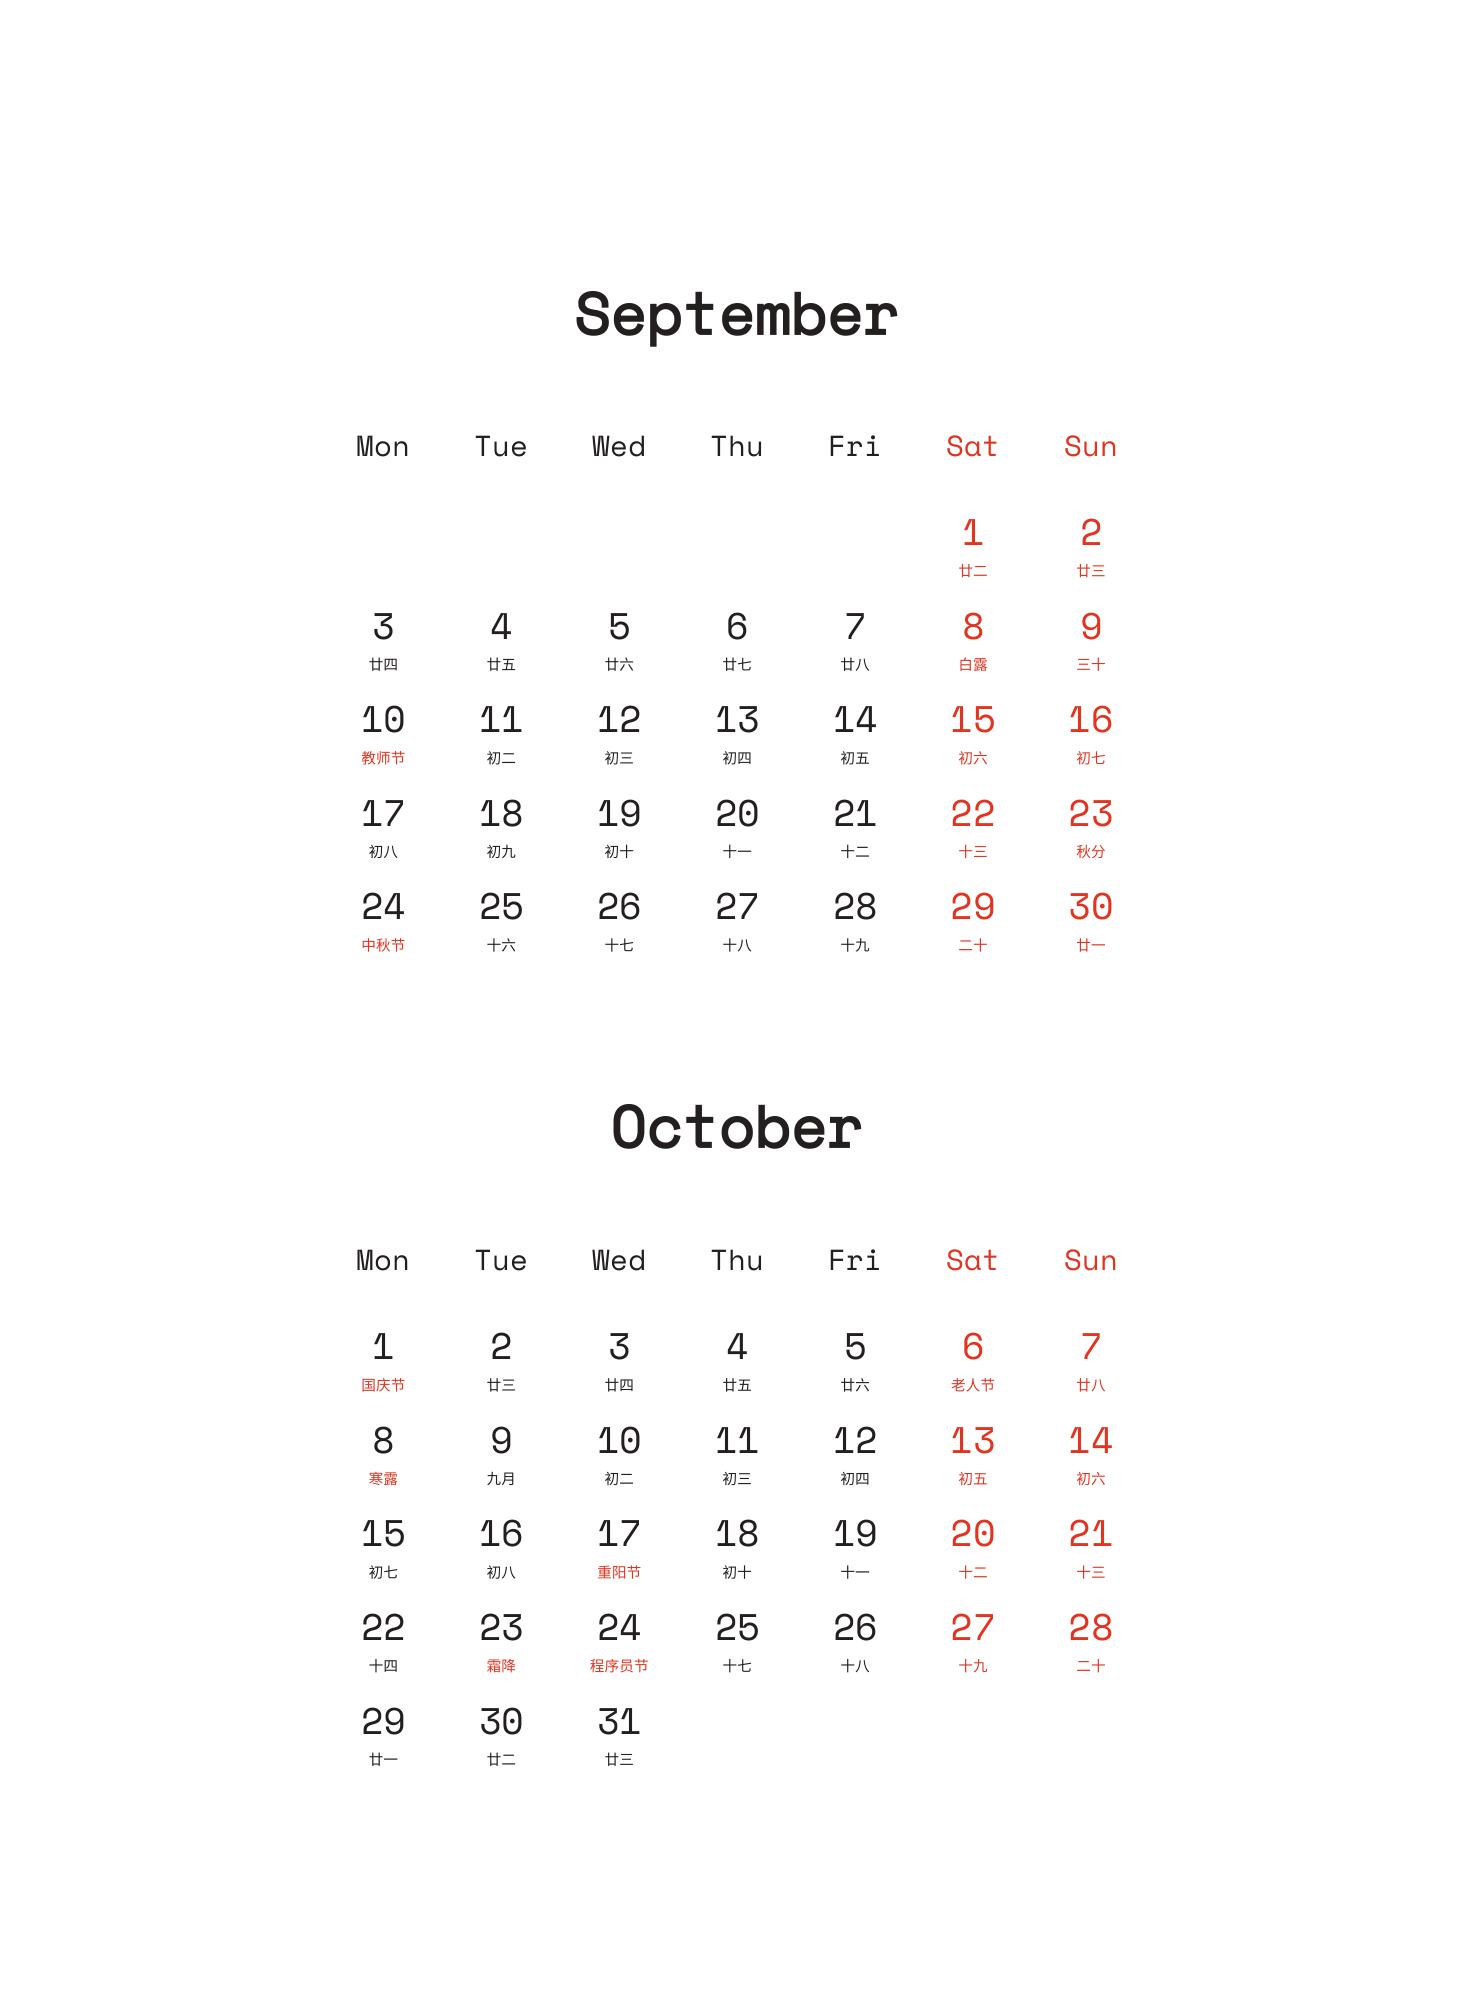 September
Mon Tue Wed Thu Fri Sat Sun
1 2
廿二 廿三
3 4 5 6 7 8 9
廿四 廿五 廿六 廿七 廿八 白露 三十
10 11 12 13 14 15 16
教师节 初二 初三 初四 初五 初六 初七
17 18 19 20 21 22 23
初八 初九 初十 十一 十二 十三 秋分
24 25 26 27 28 29 30
中秋节 十六 十七 十八 十九 二十 廿一
October
Mon Tue Wed Thu Fri Sat Sun
1 2 3 4 5 6 7
国庆节 廿三 廿四 廿五 廿六 老人节 廿八
8 9 10 11 12 13 14
寒露 九月 初二 初三 初四 初五 初六
15 16 17 18 19 20 21
初七 初八 重阳节 初十 十一 十二 十三
22 23 24 25 26 27 28
十四 霜降 程序员节 十七 十八 十九 二十
29 30 31
廿一 廿二 廿三